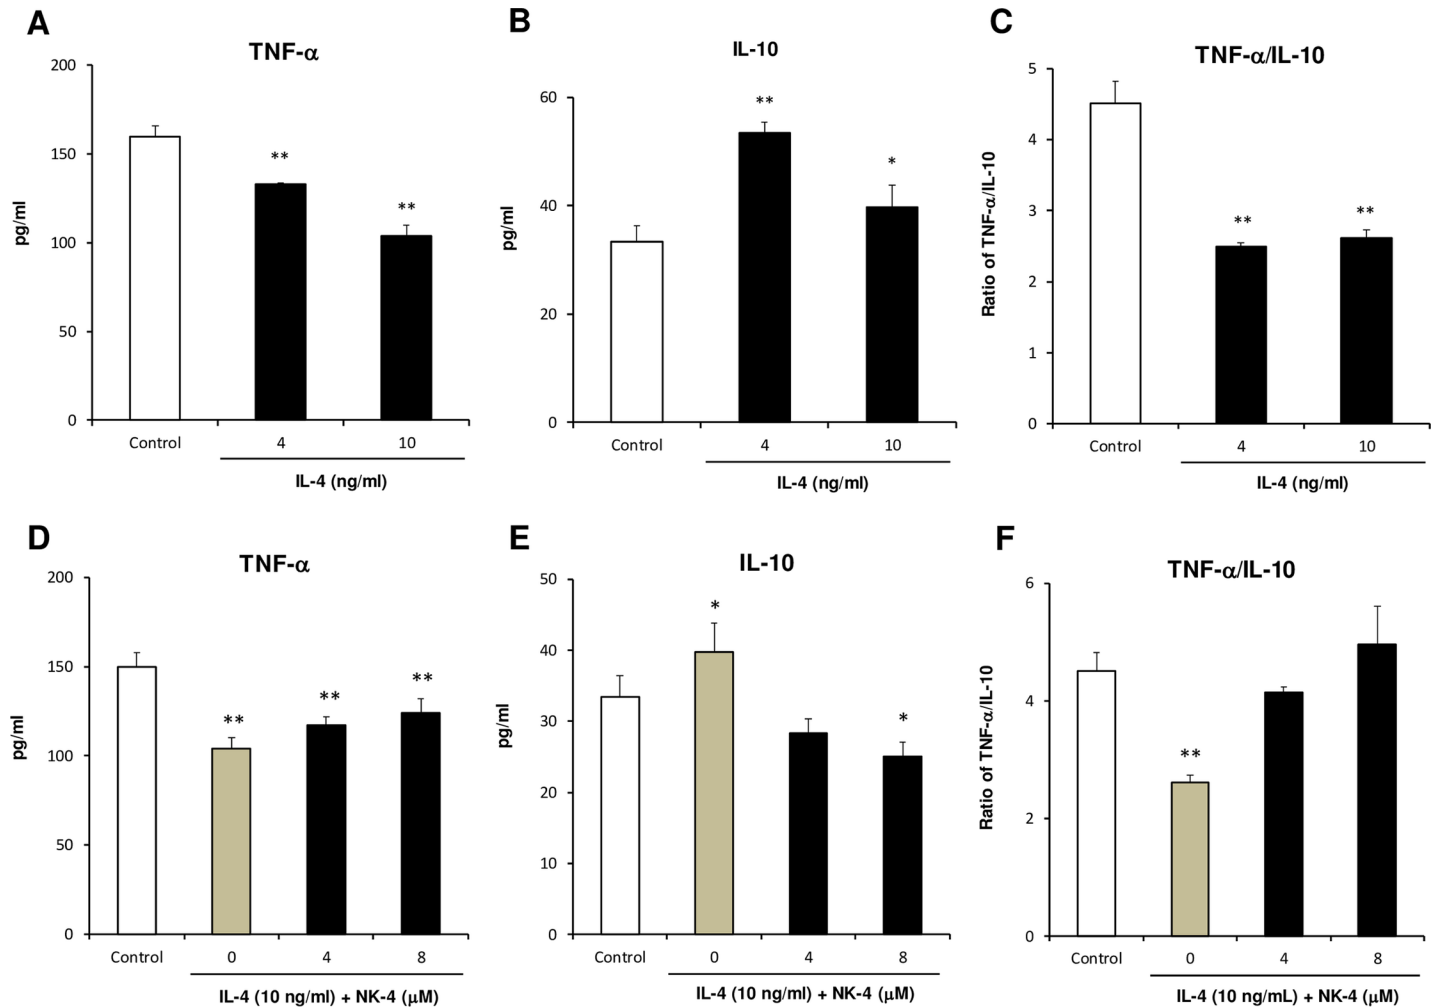 A
TNF-α
200
150
100
50
0
pg/ml
**
**
Control
4
10
IL-4 (ng/ml)
B
IL-10
60
40
20
0
pg/ml
**
*
Control
4
10
IL-4 (ng/ml)
C
TNF-α/IL-10
5
4
3
2
1
0
Ratio of TNF-α/IL-10
**
**
Control
4
10
IL-4 (ng/ml)
D
TNF-α
200
150
100
50
0
pg/ml
**
**
**
Control
0
4
8
IL-4 (10 ng/ml) + NK-4 (μM)
E
IL-10
50
40
30
20
10
0
pg/ml
*
*
Control
0
4
8
IL-4 (10 ng/ml) + NK-4 (μM)
F
TNF-α/IL-10
6
4
2
0
Ratio of TNF-α/IL-10
**
Control
0
4
8
IL-4 (10 ng/mL) + NK-4 (μM)